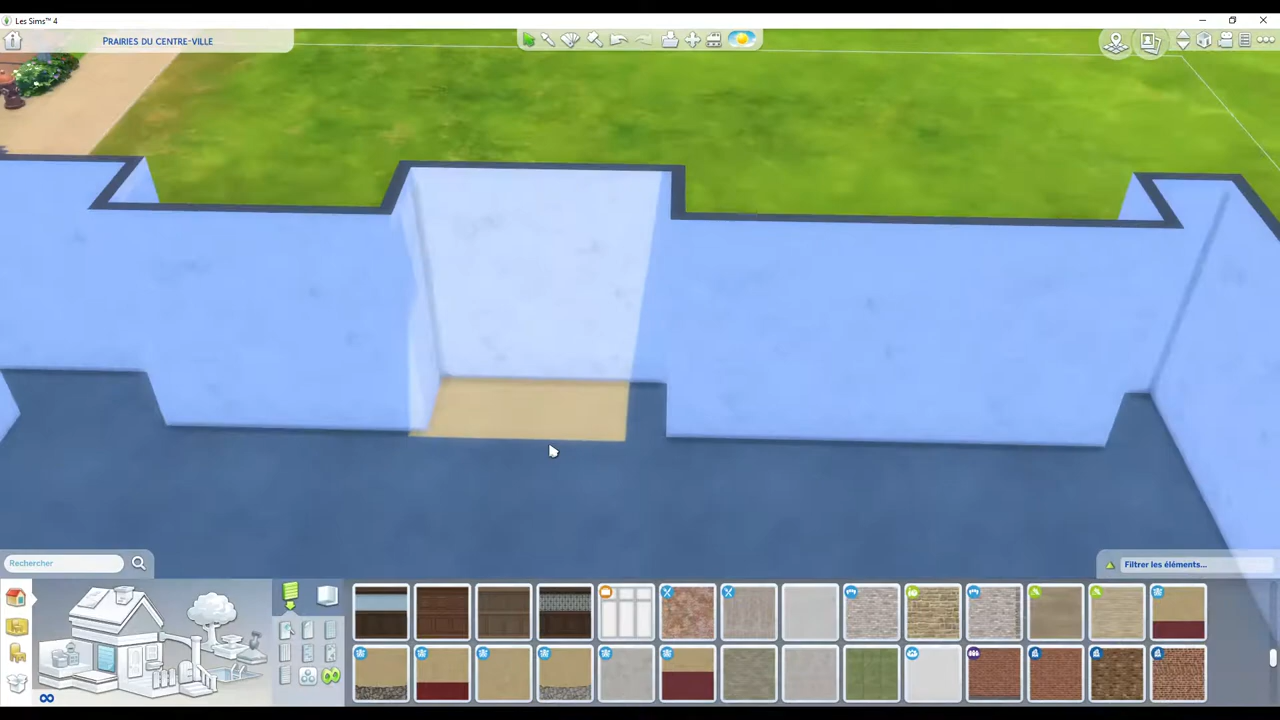 Les Sims™ 4
PRAIRIES DU CENTRE-VILLE
Rechercher
Filtrer les éléments...